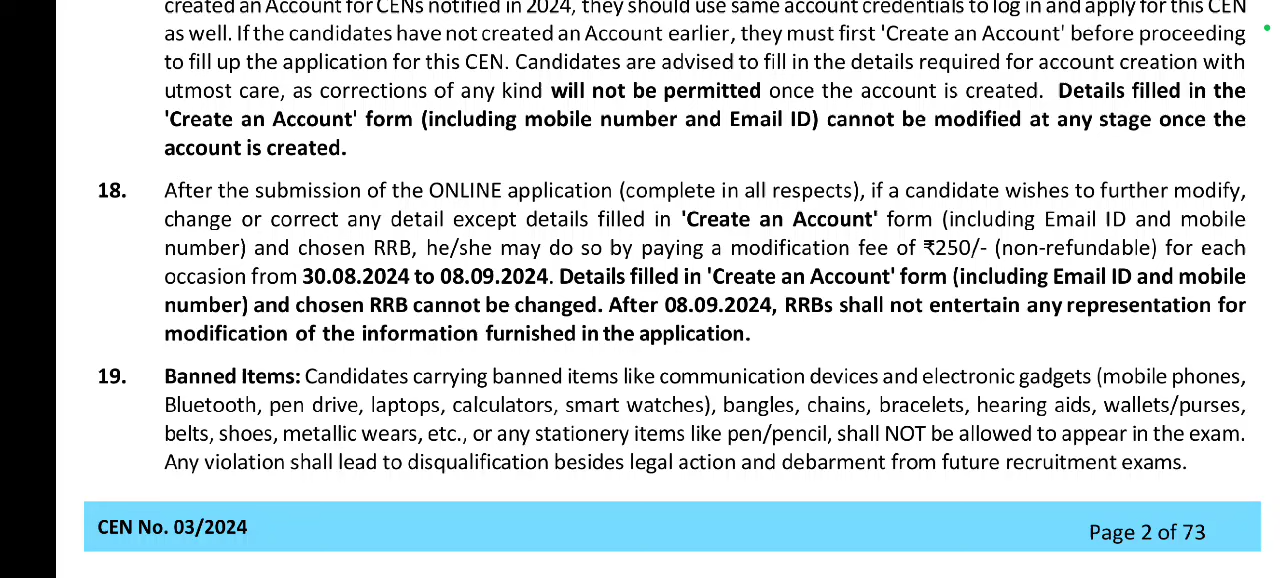 created an Account for CENs notified in 2024, they should use same account credentials to log in and apply for this CEN
as well. If the candidates have not created an Account earlier, they must first 'Create an Account' before proceeding
to fill up the application for this CEN. Candidates are advised to fill in the details required for account creation with
utmost care, as corrections of any kind will not be permitted once the account is created. Details filled in the
'Create an Account' form (including mobile number and Email ID) cannot be modified at any stage once the
account is created.
18. After the submission of the ONLINE application (complete in all respects), if a candidate wishes to further modify,
change or correct any detail except details filled in 'Create an Account' form (including Email ID and mobile
number) and chosen RRB, he/she may do so by paying a modification fee of ₹250/- (non-refundable) for each
occasion from 30.08.2024 to 08.09.2024. Details filled in 'Create an Account' form (including Email ID and mobile
number) and chosen RRB cannot be changed. After 08.09.2024, RRBs shall not entertain any representation for
modification of the information furnished in the application.
19. Banned Items: Candidates carrying banned items like communication devices and electronic gadgets (mobile phones,
Bluetooth, pen drive, laptops, calculators, smart watches), bangles, chains, bracelets, hearing aids, wallets/purses,
belts, shoes, metallic wears, etc., or any stationery items like pen/pencil, shall NOT be allowed to appear in the exam.
Any violation shall lead to disqualification besides legal action and debarment from future recruitment exams.
CEN No. 03/2024
Page 2 of 73